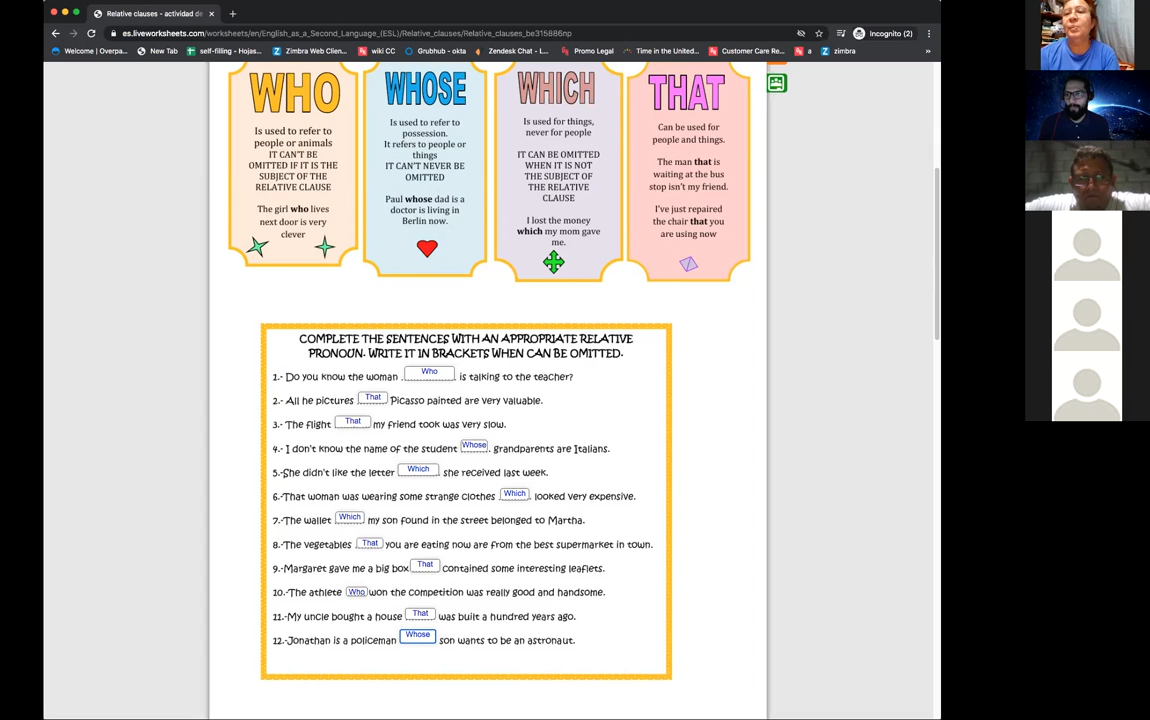 Relative clauses - actividad de
es.liveworksheets.com/worksheets/en/English_as_a_Second_Language_(ESL)/Relative_clauses/Relative_clauses_be315886np
Incognito (2)
Welcome | Overpa...
New Tab
self-filling - Hojas...
Zimbra Web Clien...
wiki CC
Grubhub - okta
Zendesk Chat - L...
Promo Legal
Time in the United...
Customer Care Re...
a
zimbra
»
WHO
Is used to refer to
people or animals
IT CAN'T BE
OMITTED IF IT IS THE
SUBJECT OF THE
RELATIVE CLAUSE
The girl who lives
next door is very
clever
WHOSE
Is used to refer to
possession.
It refers to people or
things
IT CAN'T NEVER BE
OMITTED
Paul whose dad is a
doctor is living in
Berlin now.
WHICH
Is used for things,
never for people
IT CAN BE OMITTED
WHEN IT IS NOT
THE SUBJECT OF
THE RELATIVE
CLAUSE
I lost the money
which my mom gave
me.
THAT
Can be used for
people and things.
The man that is
waiting at the bus
stop isn't my friend.
I've just repaired
the chair that you
are using now
COMPLETE THE SENTENCES WITH AN APPROPRIATE RELATIVE
PRONOUN. WRITE IT IN BRACKETS WHEN CAN BE OMITTED.
1.- Do you know the woman Who is talking to the teacher?
2.- All he pictures That Picasso painted are very valuable.
3.- The flight That my friend took was very slow.
4.- I don't know the name of the student Whose grandparents are Italians.
5.-She didn't like the letter Which she received last week.
6.-That woman was wearing some strange clothes Which looked very expensive.
7.-The wallet Which my son found in the street belonged to Martha.
8.-The vegetables That you are eating now are from the best supermarket in town.
9.-Margaret gave me a big box That contained some interesting leaflets.
10.-The athlete Who won the competition was really good and handsome.
11.-My uncle bought a house That was built a hundred years ago.
12.-Jonathan is a policeman Whose son wants to be an astronaut.